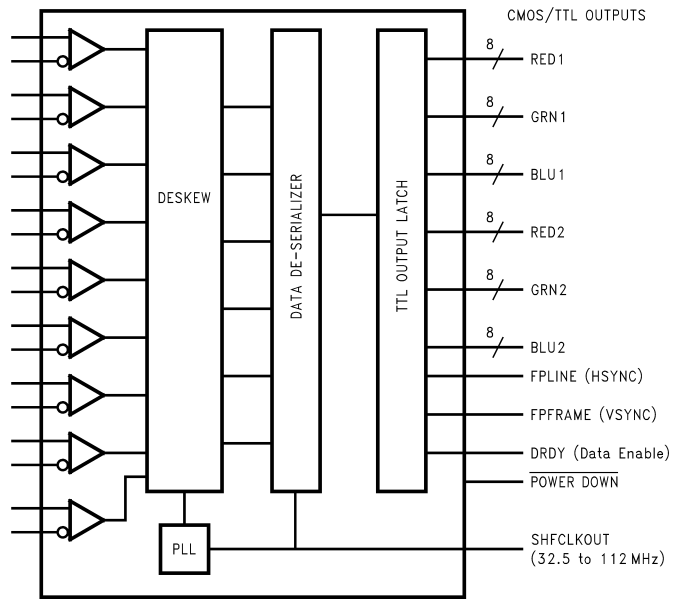 CMOS/TTL OUTPUTS
8
RED1
8
GRN1
8
BLU1
8
RED2
8
GRN2
8
BLU2
FPLINE (HSYNC)
FPFRAME (VSYNC)
DRDY (Data Enable)
POWER DOWN
SHFCLKOUT
(32.5 to 112 MHz)
DESKEW
DATA DE-SERIALIZER
TTL OUTPUT LATCH
PLL